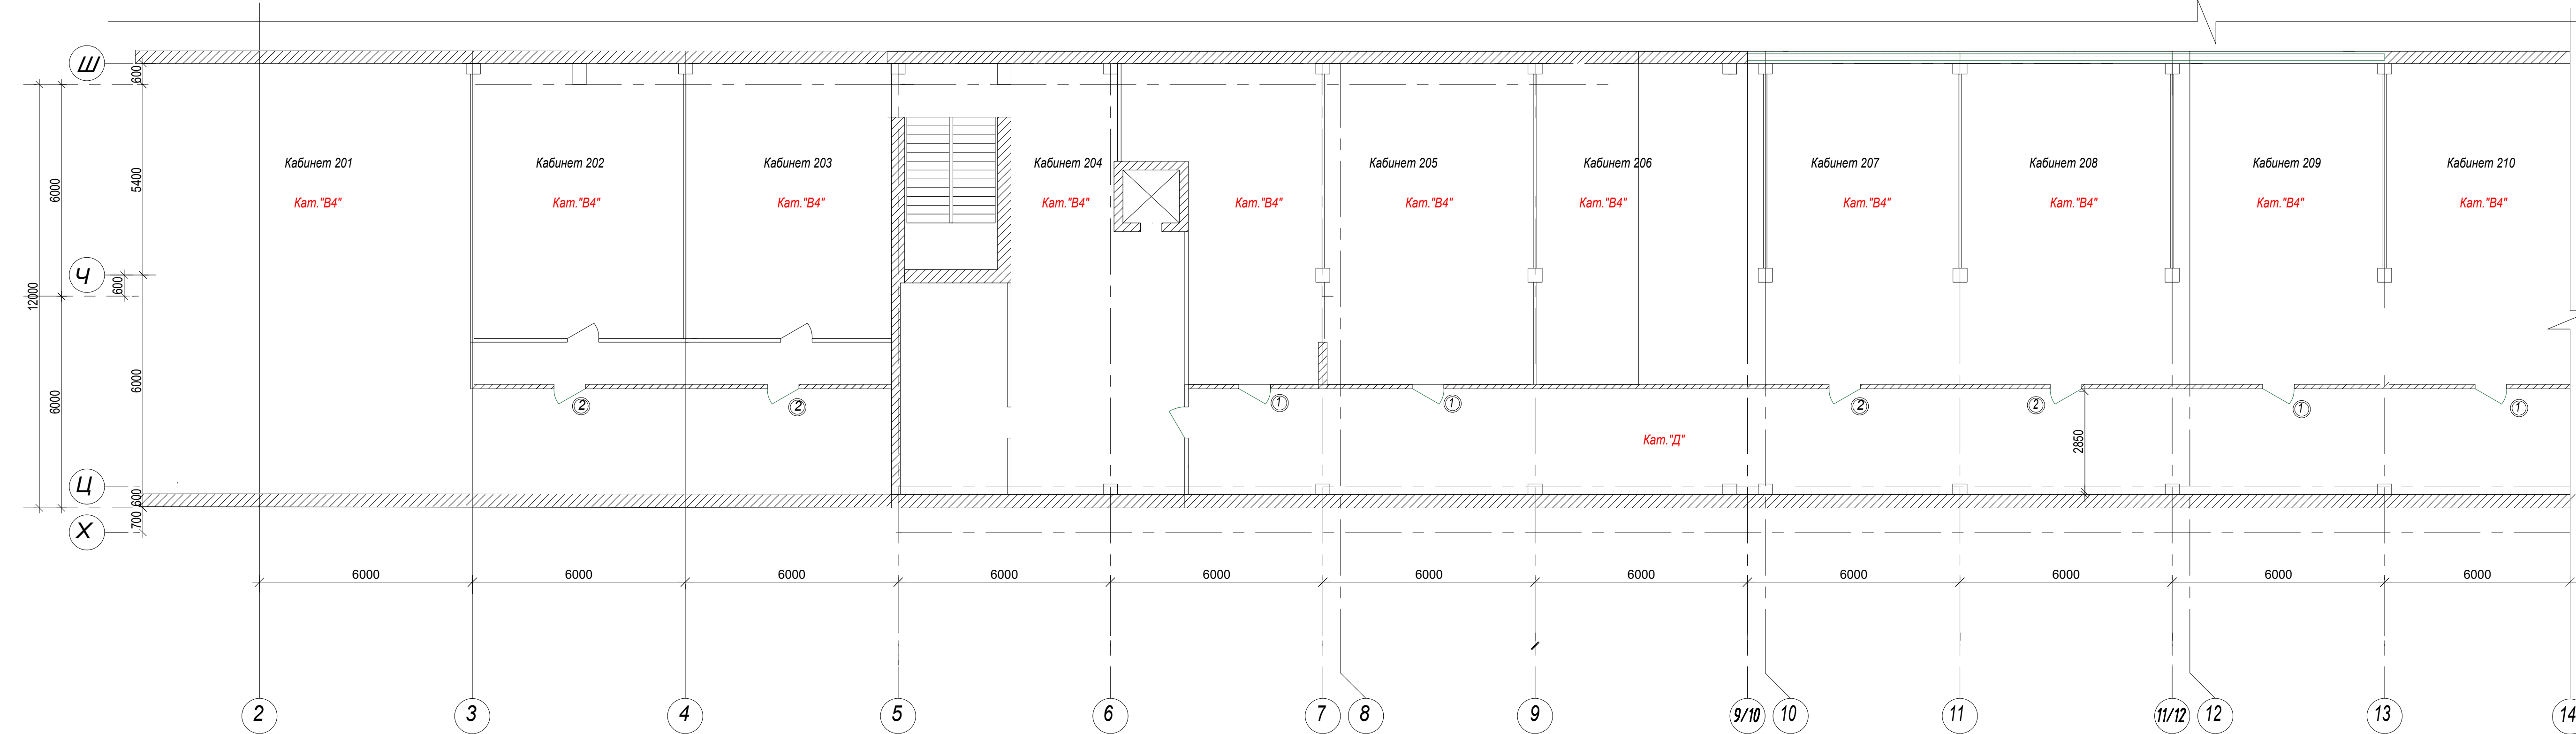 Ш
Ч
Ц
Х
600
5400
6000
12000
600
6000
6000
600
700
Кабинет 201
Кабинет 202
Кабинет 203
Кабинет 204
Кабинет 205
Кабинет 206
Кабинет 207
Кабинет 208
Кабинет 209
Кабинет 210
Кат."В4"
Кат."В4"
Кат."В4"
Кат."В4"
Кат."В4"
Кат."В4"
Кат."В4"
Кат."В4"
Кат."В4"
Кат."В4"
Кат."В4"
2
2
1
1
2
2
1
1
Кат."Д"
2850
6000
6000
6000
6000
6000
6000
6000
6000
6000
6000
6000
2
3
4
5
6
7
8
9
9/10
10
11
11/12
12
13
14